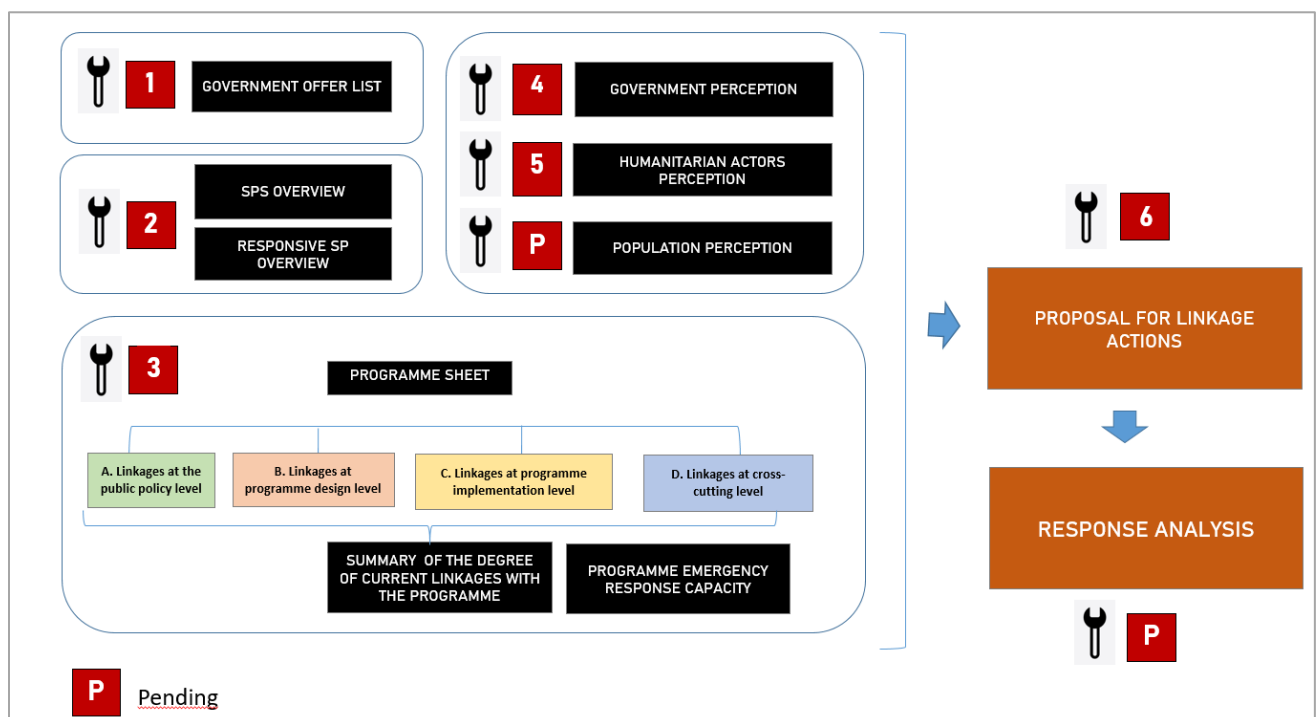 1
GOVERNMENT OFFER LIST
2
SPS OVERVIEW
RESPONSIVE SP
OVERVIEW
4
GOVERNMENT PERCEPTION
5
HUMANITARIAN ACTORS
PERCEPTION
P
POPULATION PERCEPTION
3
PROGRAMME SHEET
A. Linkages at the
public policy level
B. Linkages at
programme design level
C. Linkages at programme
implementation level
D. Linkages at cross-
cutting level
SUMMARY OF THE DEGREE
OF CURRENT LINKAGES WITH
THE PROGRAMME
PROGRAMME EMERGENCY
RESPONSE CAPACITY
6
PROPOSAL FOR LINKAGE
ACTIONS
RESPONSE ANALYSIS
P
P
Pending